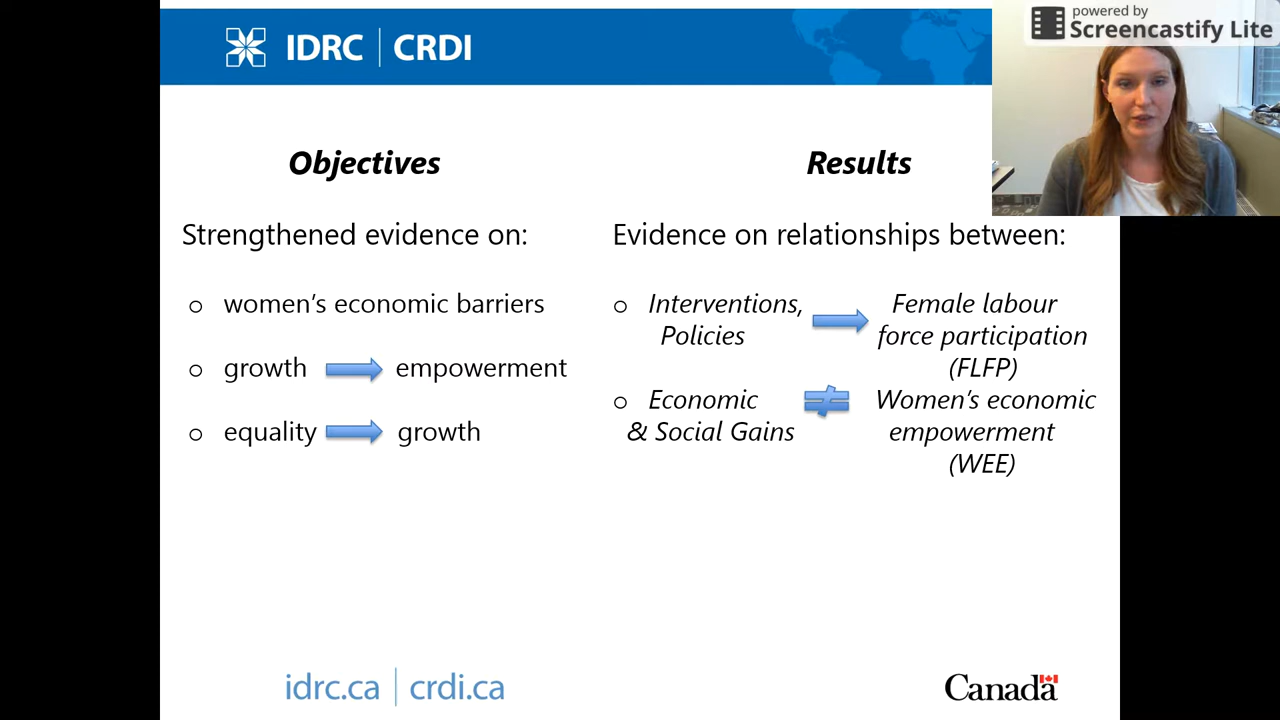 powered by
Screencastify Lite
IDRC | CRDI
Objectives
Results
Strengthened evidence on:
Evidence on relationships between:
o women's economic barriers
o growth empowerment
o equality growth
o Interventions,
Policies
Female labour
force participation
(FLFP)
o Economic
& Social Gains
≠
Women's economic
empowerment
(WEE)
idrc.ca | crdi.ca
Canada